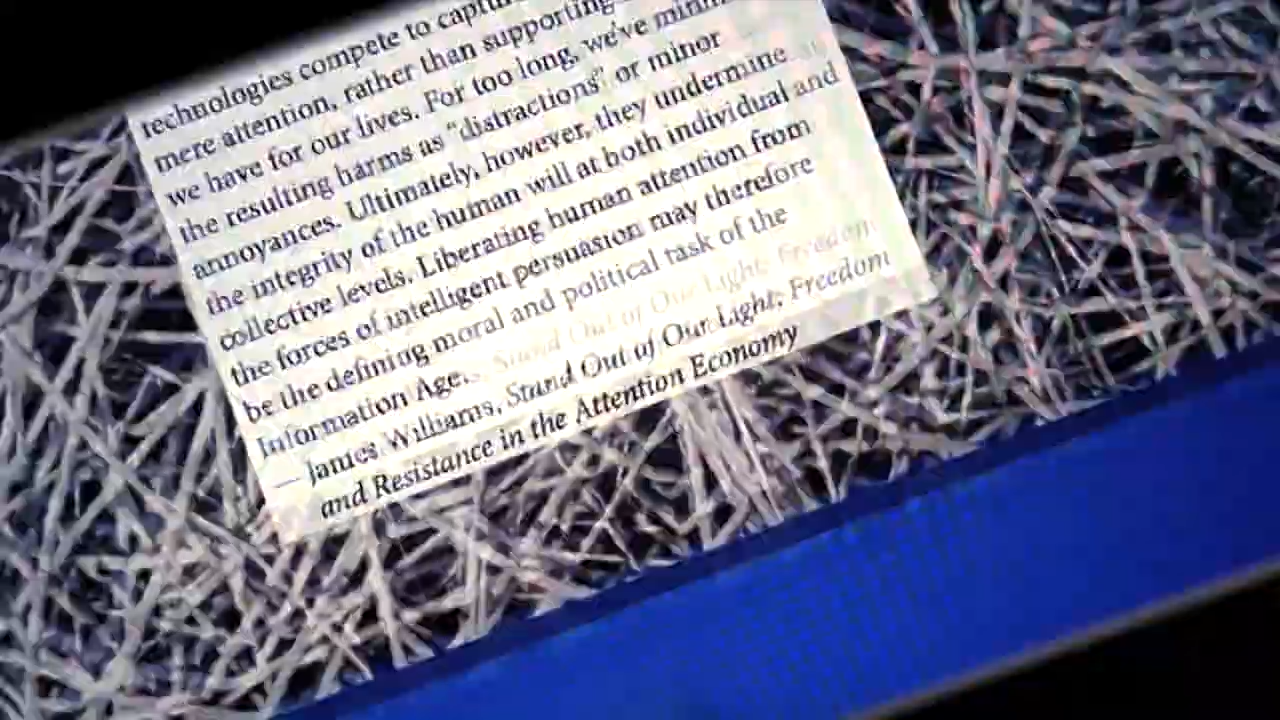 technologies compete to captu
mere attention, rather than supporting
we have for our lives. For too long, we've minim
the resulting harms as "distractions" or minor
annoyances. Ultimately, however, they undermine
the integrity of the human will at both individual and
collective levels. Liberating human attention from
the forces of intelligent persuasion may therefore
be the defining moral and political task of the
Information Age.
— James Williams, Stand Out of Our Light: Freedom
and Resistance in the Attention Economy